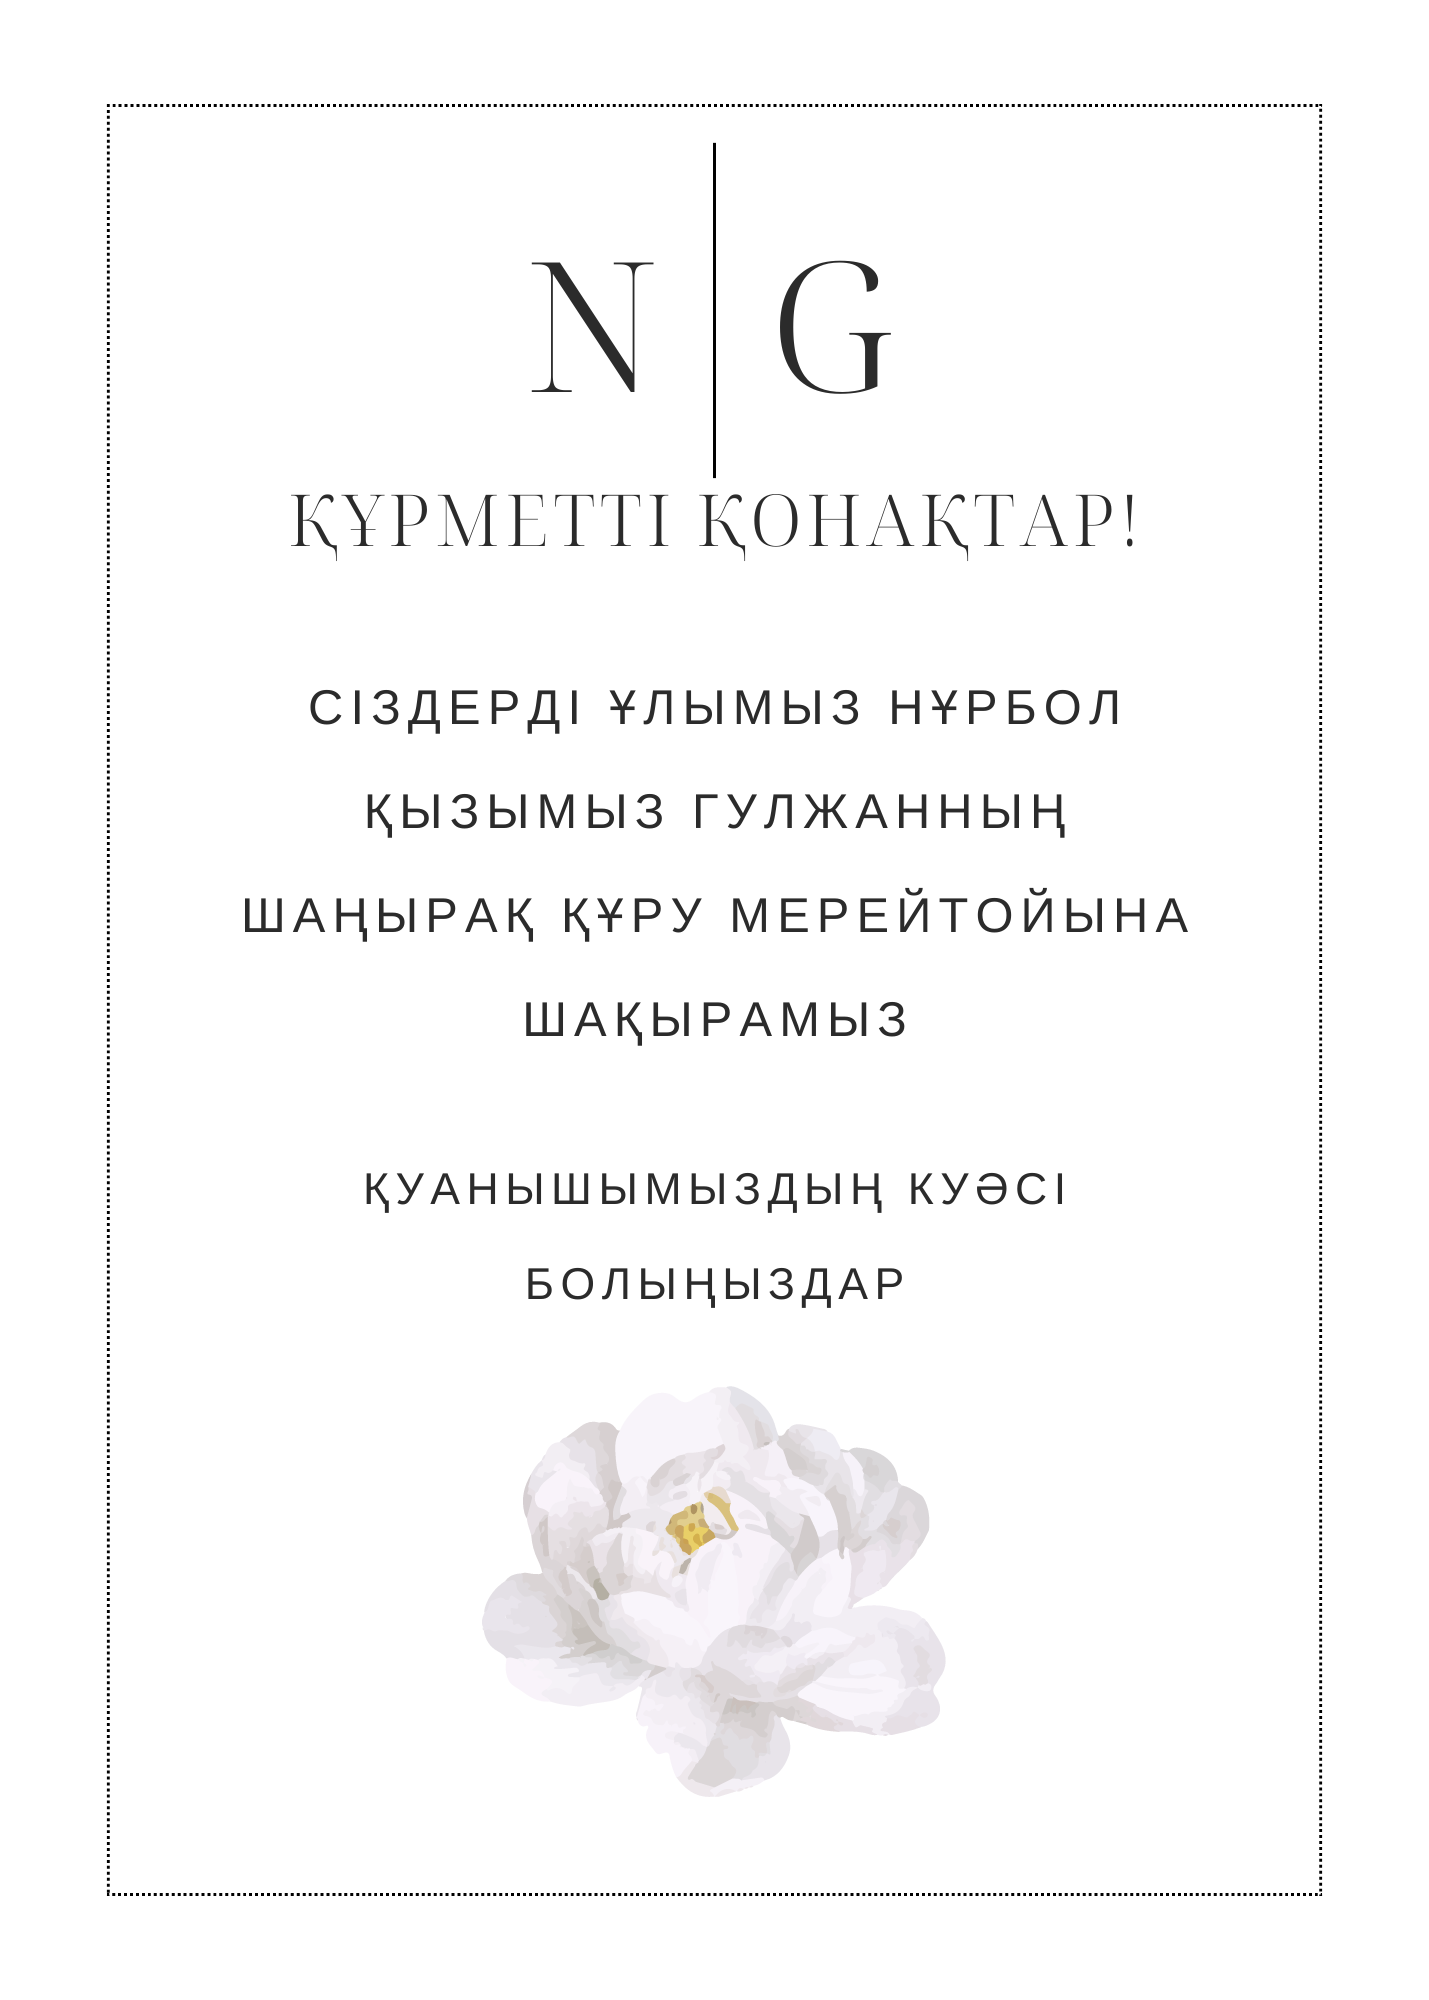 N G
ҚҰРМЕТТІ ҚОНАҚТАР!
СІЗДЕРДІ ҰЛЫМЫЗ НҰРБОЛ
ҚЫЗЫМЫЗ ГУЛЖАННЫҢ
ШАҢЫРАҚ ҚҰРУ МЕРЕЙТОЙЫНА
ШАҚЫРАМЫЗ
ҚУАНЫШЫМЫЗДЫҢ КУӘСІ
БОЛЫҢЫЗДАР